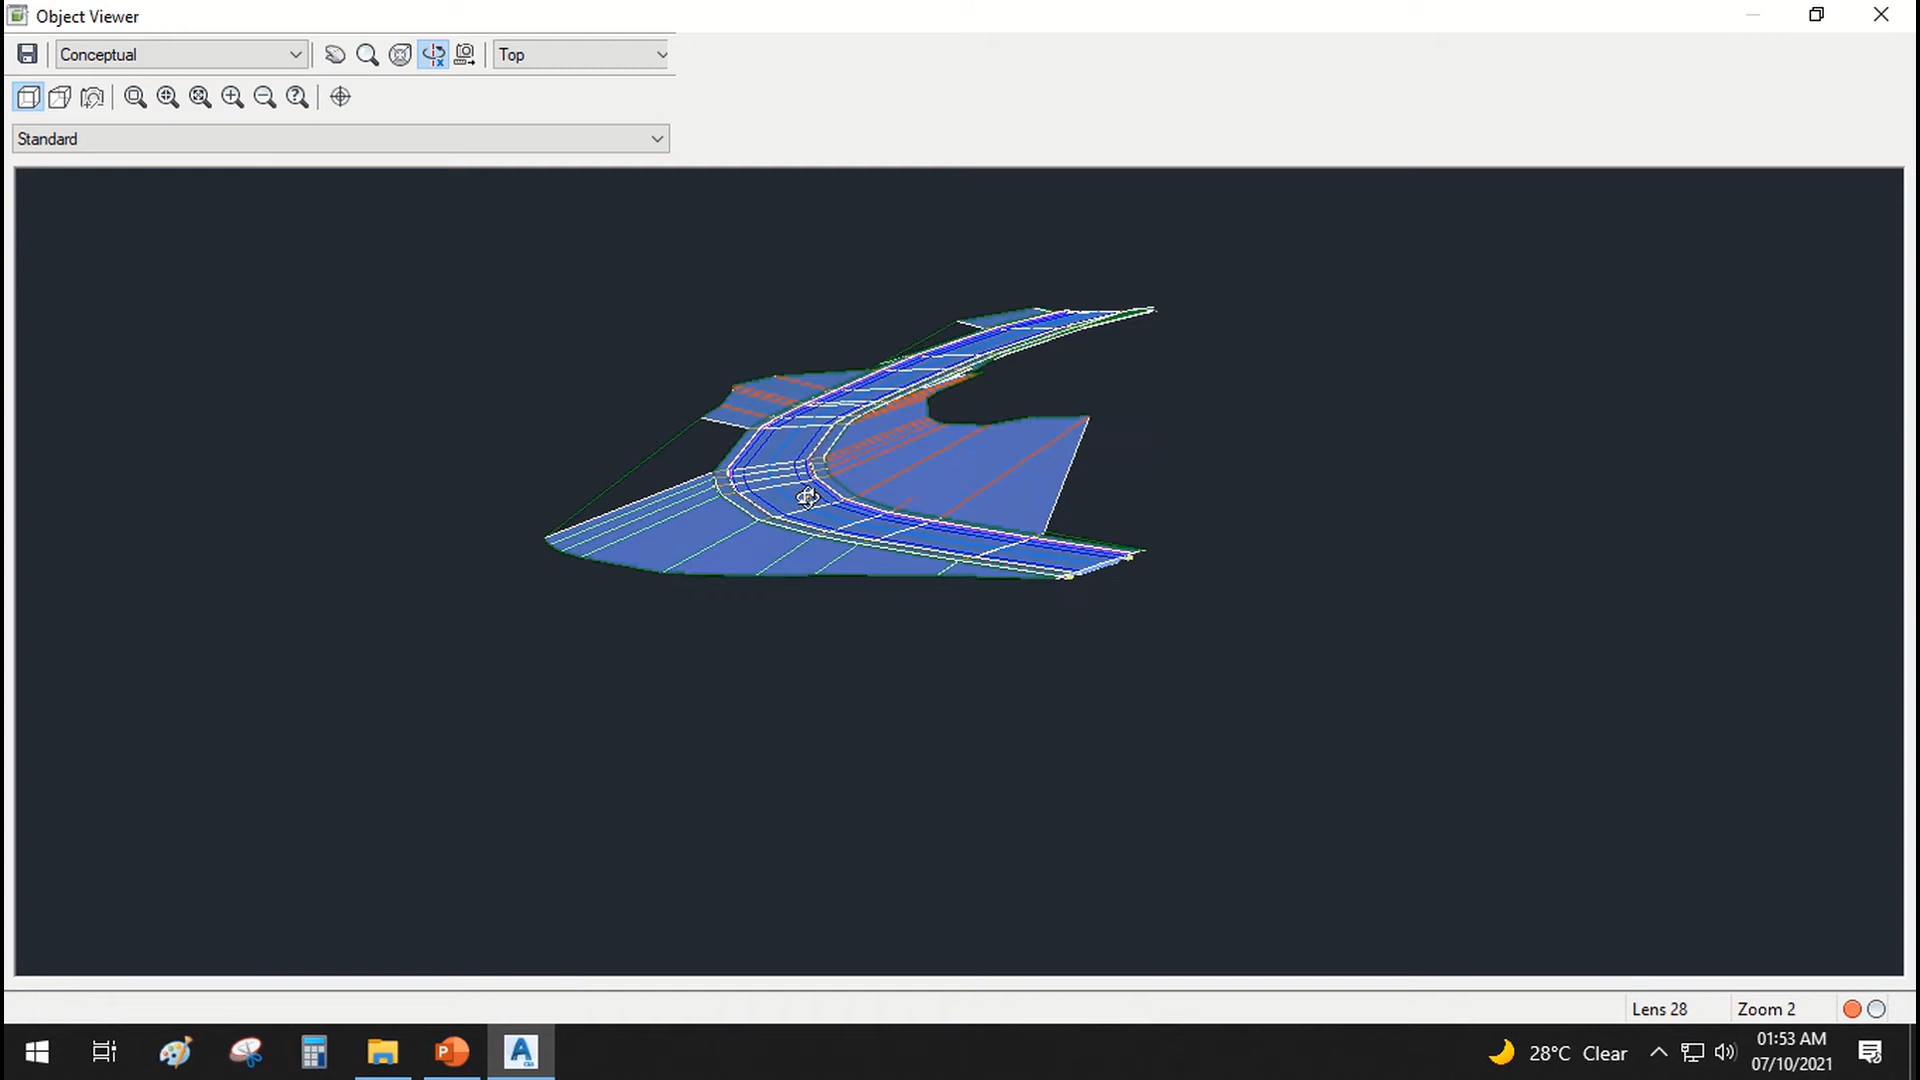 Object Viewer
Conceptual
Top
Standard
Lens 28
Zoom 2
28°C Clear
01:53 AM
07/10/2021